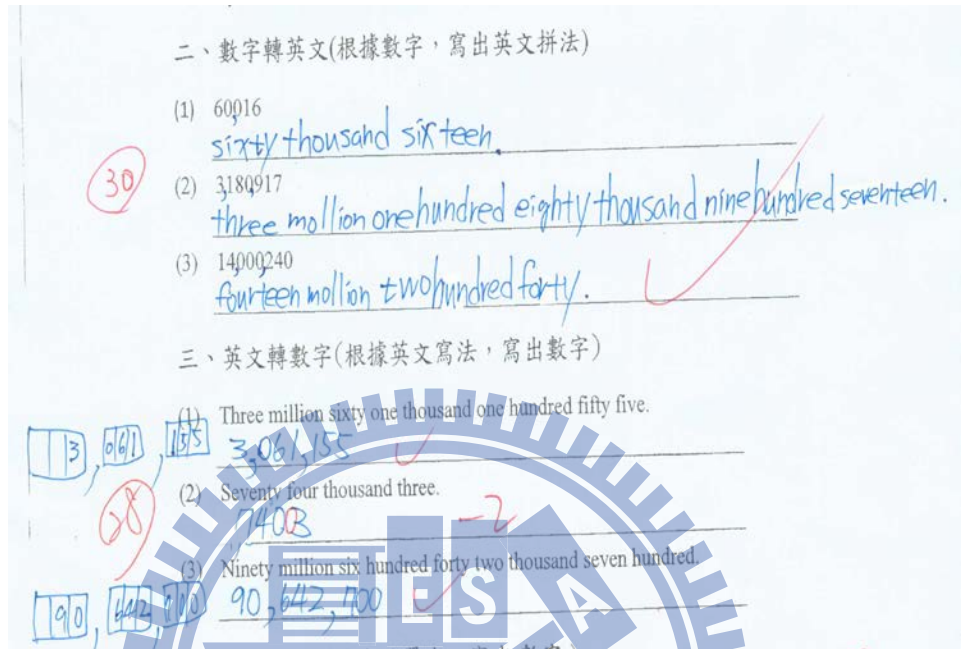 二、數字轉英文(根據數字，寫出英文拼法)
(1) 60,016
sixty thousand sixteen.
30
(2) 3,180,917
three mollion one hundred eighty thousand nine hundred seventeen.
(3) 14,000,240
fourteen mollion two hundred forty.
三、英文轉數字(根據英文寫法，寫出數字)
(1) Three million sixty one thousand one hundred fifty five.
3, 061, 155 3,061,155
(2) Seventy four thousand three.
28 74003 -2
(3) Ninety million six hundred forty two thousand seven hundred.
90, 642, 700 90,642,700
ESA